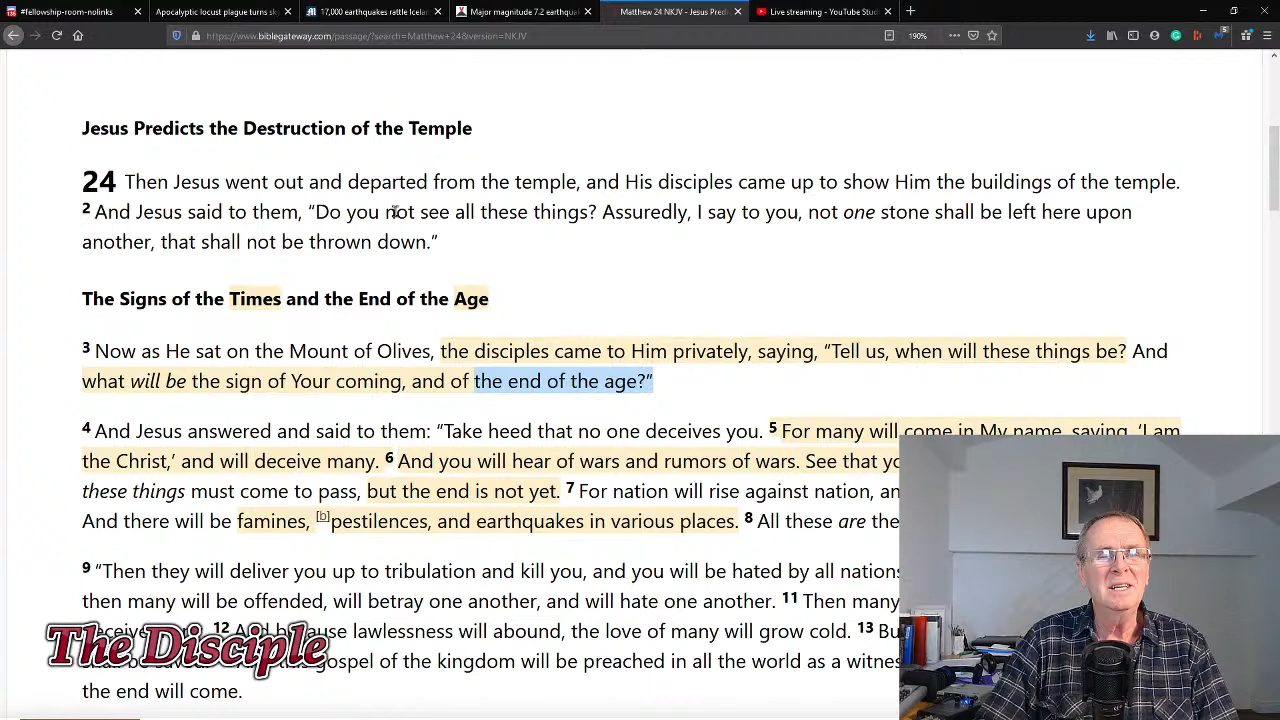 #fellowship-room-nolinks
Apocalyptic locust plague turns sky
17,000 earthquakes rattle Icelan
Major magnitude 7.2 earthqua
Matthew 24 NKJV - Jesus Predi
Live streaming - YouTube Stud
https://www.biblegateway.com/passage/?search=Matthew+24&version=NKJV
190%
Jesus Predicts the Destruction of the Temple
24 Then Jesus went out and departed from the temple, and His disciples came up to show Him the buildings of the temple.
2 And Jesus said to them, “Do you not see all these things? Assuredly, I say to you, not one stone shall be left here upon
another, that shall not be thrown down.”
The Signs of the Times and the End of the Age
3 Now as He sat on the Mount of Olives, the disciples came to Him privately, saying, “Tell us, when will these things be? And
what will be the sign of Your coming, and of the end of the age?”
4 And Jesus answered and said to them: “Take heed that no one deceives you. 5 For many will come in My name, saying, ‘I am
the Christ,’ and will deceive many. 6 And you will hear of wars and rumors of wars. See that yo
these things must come to pass, but the end is not yet. 7 For nation will rise against nation, an
And there will be famines, [b]pestilences, and earthquakes in various places. 8 All these are the
9 “Then they will deliver you up to tribulation and kill you, and you will be hated by all nations
then many will be offended, will betray one another, and will hate one another. 11 Then many
12 And because lawlessness will abound, the love of many will grow cold. 13 Bu
The Disciple
gospel of the kingdom will be preached in all the world as a witnes
the end will come.